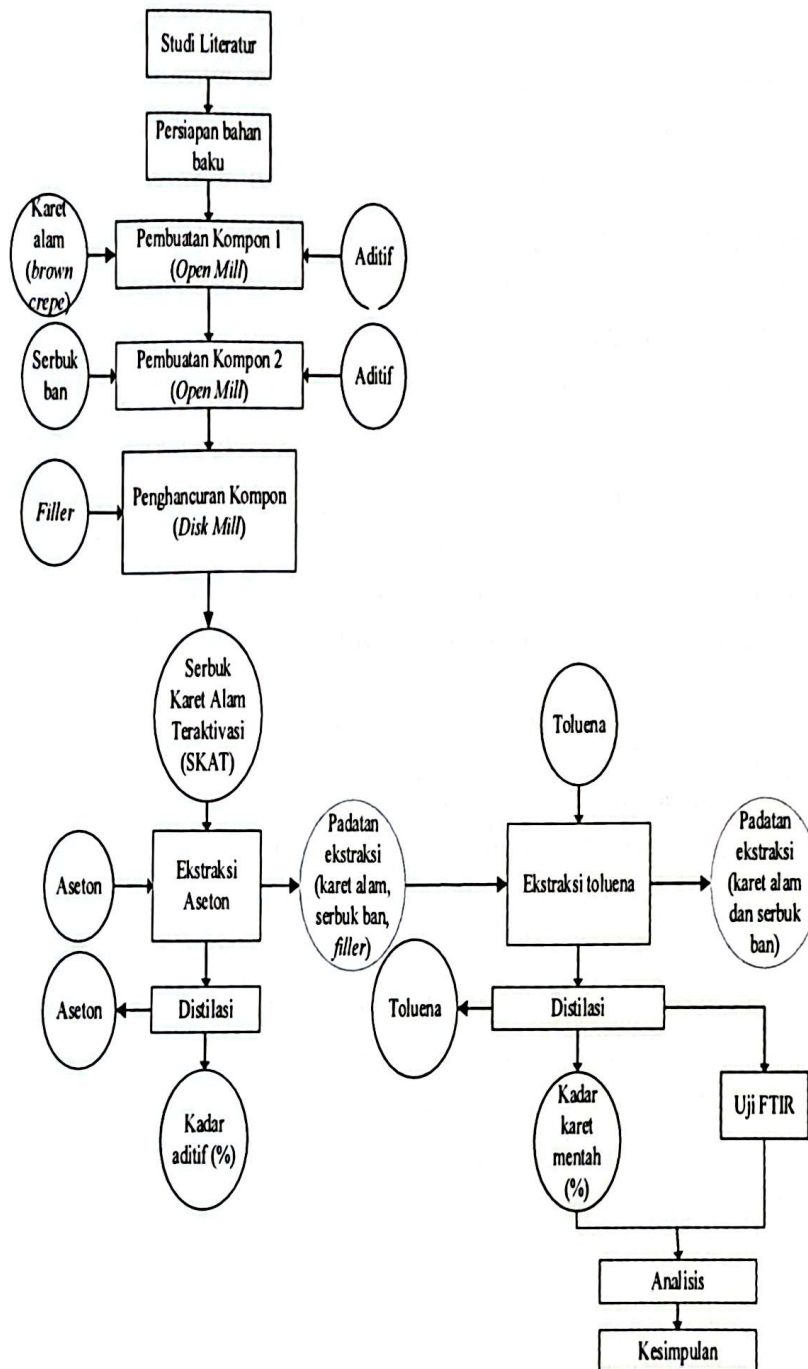 Studi Literatur
Persiapan bahan
baku
Karet
alam
(brown
crepe)
Pembuatan Kompon 1
(Open Mill)
Aditif
Serbuk
ban
Pembuatan Kompon 2
(Open Mill)
Aditif
Filler
Penghancuran Kompon
(Disk Mill)
Serbuk
Karet Alam
Teraktivasi
(SKAT)
Toluena
Aseton
Ekstraksi
Aseton
Padatan
ekstraksi
(karet alam,
serbuk ban,
filler)
Ekstraksi toluena
Padatan
ekstraksi
(karet alam
dan serbuk
ban)
Aseton
Distilasi
Toluena
Distilasi
Kadar
aditif (%)
Kadar
karet
mentah
(%)
Uji FTIR
Analisis
Kesimpulan